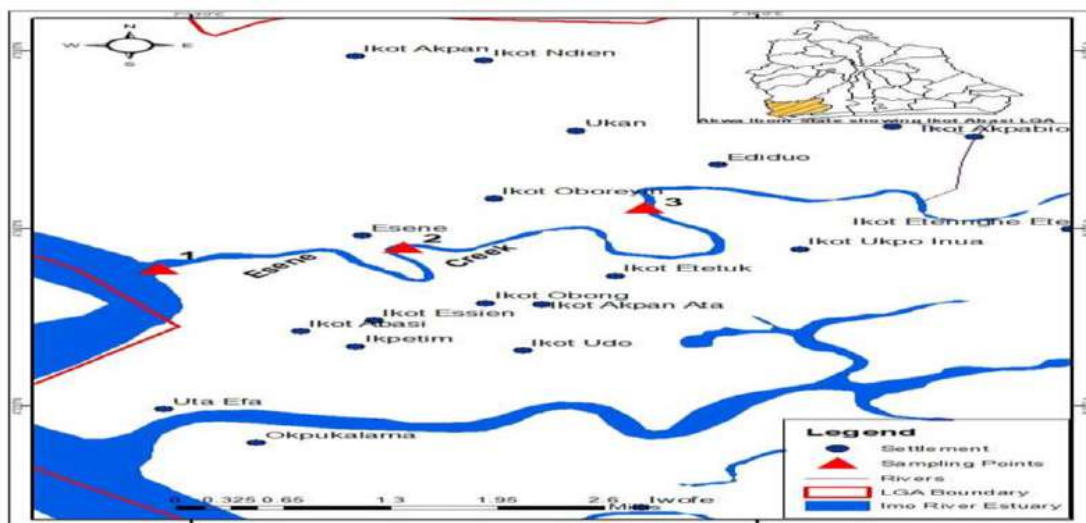 N
W E
S
Ikot Akpan
Ikot Ndien
Akwa Ibom State showing Ikot Abasi LGA
Ukan
Ikot Akpabio
Ediduo
Ikot Oboreyin
3
Esene
2
Ikot Ukpo Inua
1
Esene Creek
Ikot Etetuk
Ikot Obong
Ikot Akpan Ata
Ikot Essien
Ikot Abasi
Ikpetim
Ikot Udo
Uta Efa
Okpukalama
Legend
Settlement
Sampling Points
Rivers
LGA Boundary
Imo River Estuary
Iwofe
0 0.325 0.65 1.3 1.95 2.6
Miles